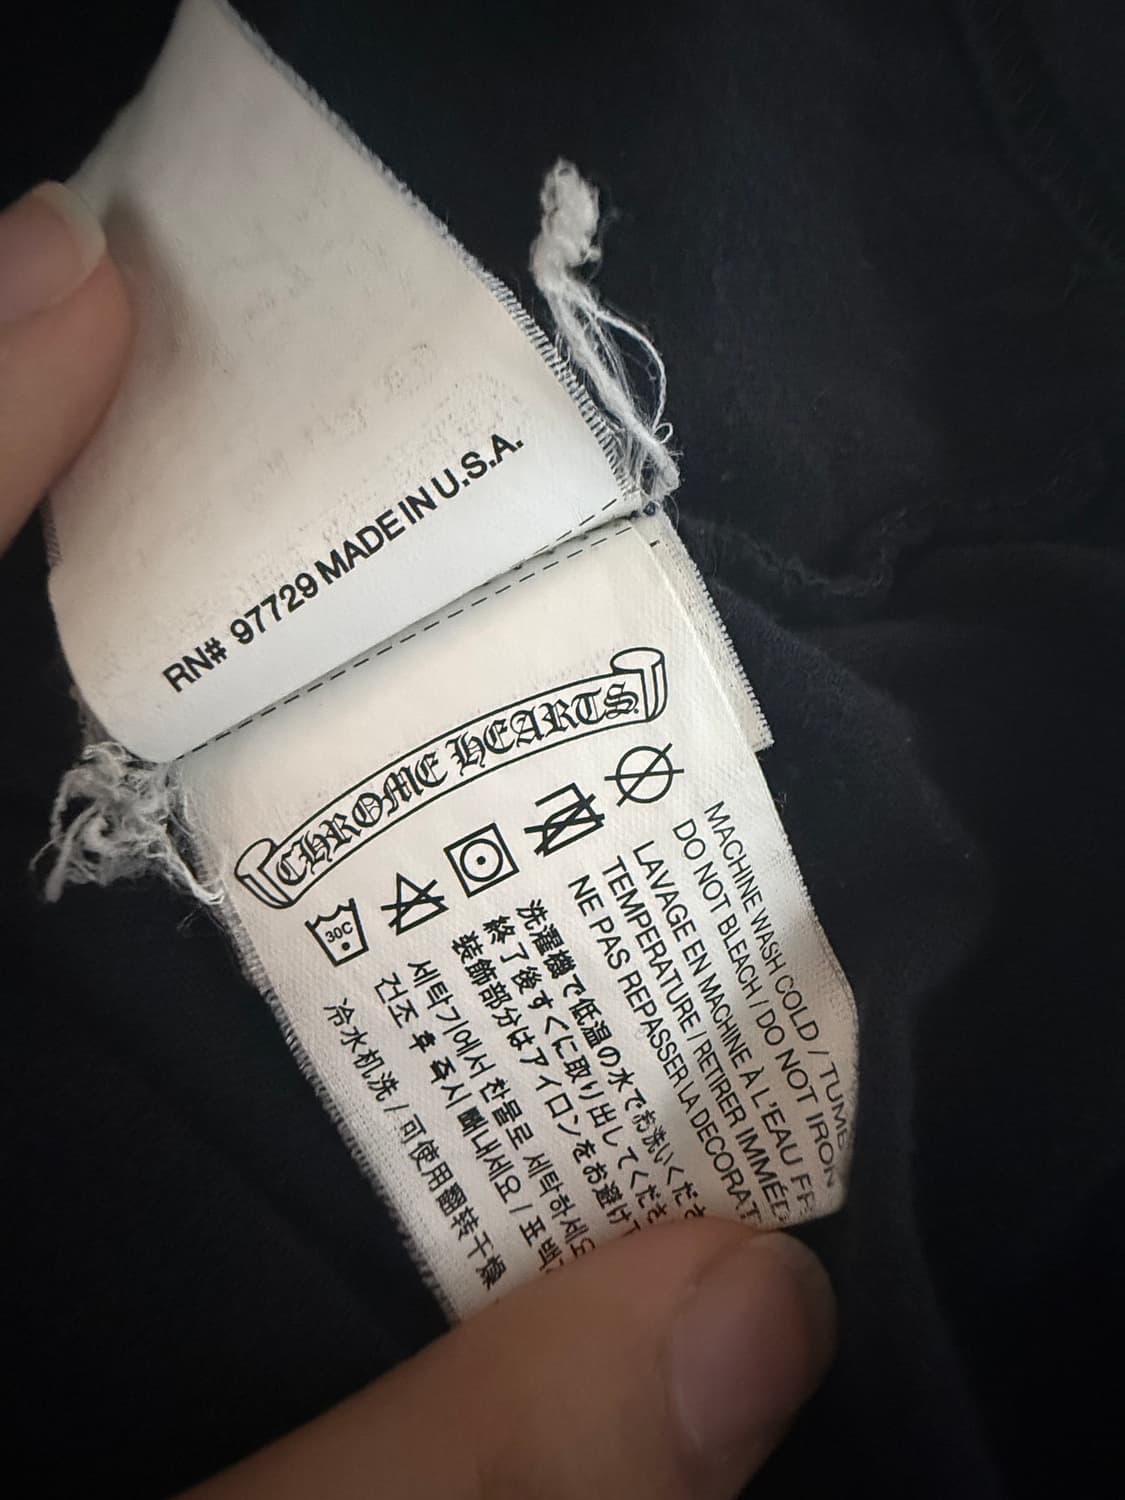 RN# 97729 MADE IN U.S.A.
CHROME HEARTS
30C
MACHINE WASH COLD / TUMB
DO NOT BLEACH / DO NOT IRON
LAVAGE EN MACHINE À L'EAU FR
TEMPERATURE / RETIRER IMMÉD
NE PAS REPASSER LA DECORAT
洗濯機で低温の水でお洗いくださ
終了後すぐに取り出してくださ
装飾部分はアイロンをお避け下
세탁기에서 찬물로 세탁하세요
건조 후 즉시 빼내세요 / 표백
冷水机洗 / 可使用翻转干燥